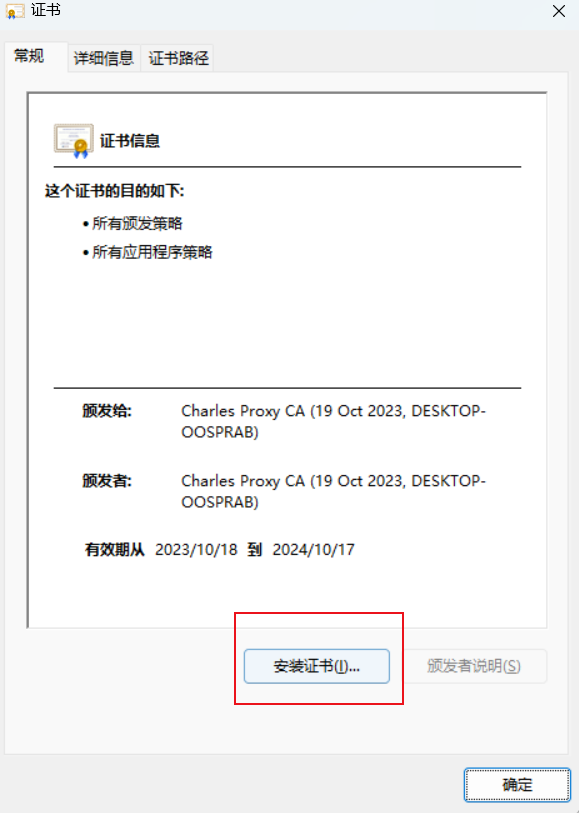 证书
常规 详细信息 证书路径
证书信息
这个证书的目的如下:
• 所有颁发策略
• 所有应用程序策略
颁发给: Charles Proxy CA (19 Oct 2023, DESKTOP-
OOSPRAB)
颁发者: Charles Proxy CA (19 Oct 2023, DESKTOP-
OOSPRAB)
有效期从 2023/10/18 到 2024/10/17
安装证书(I)... 颁发者说明(S)
确定